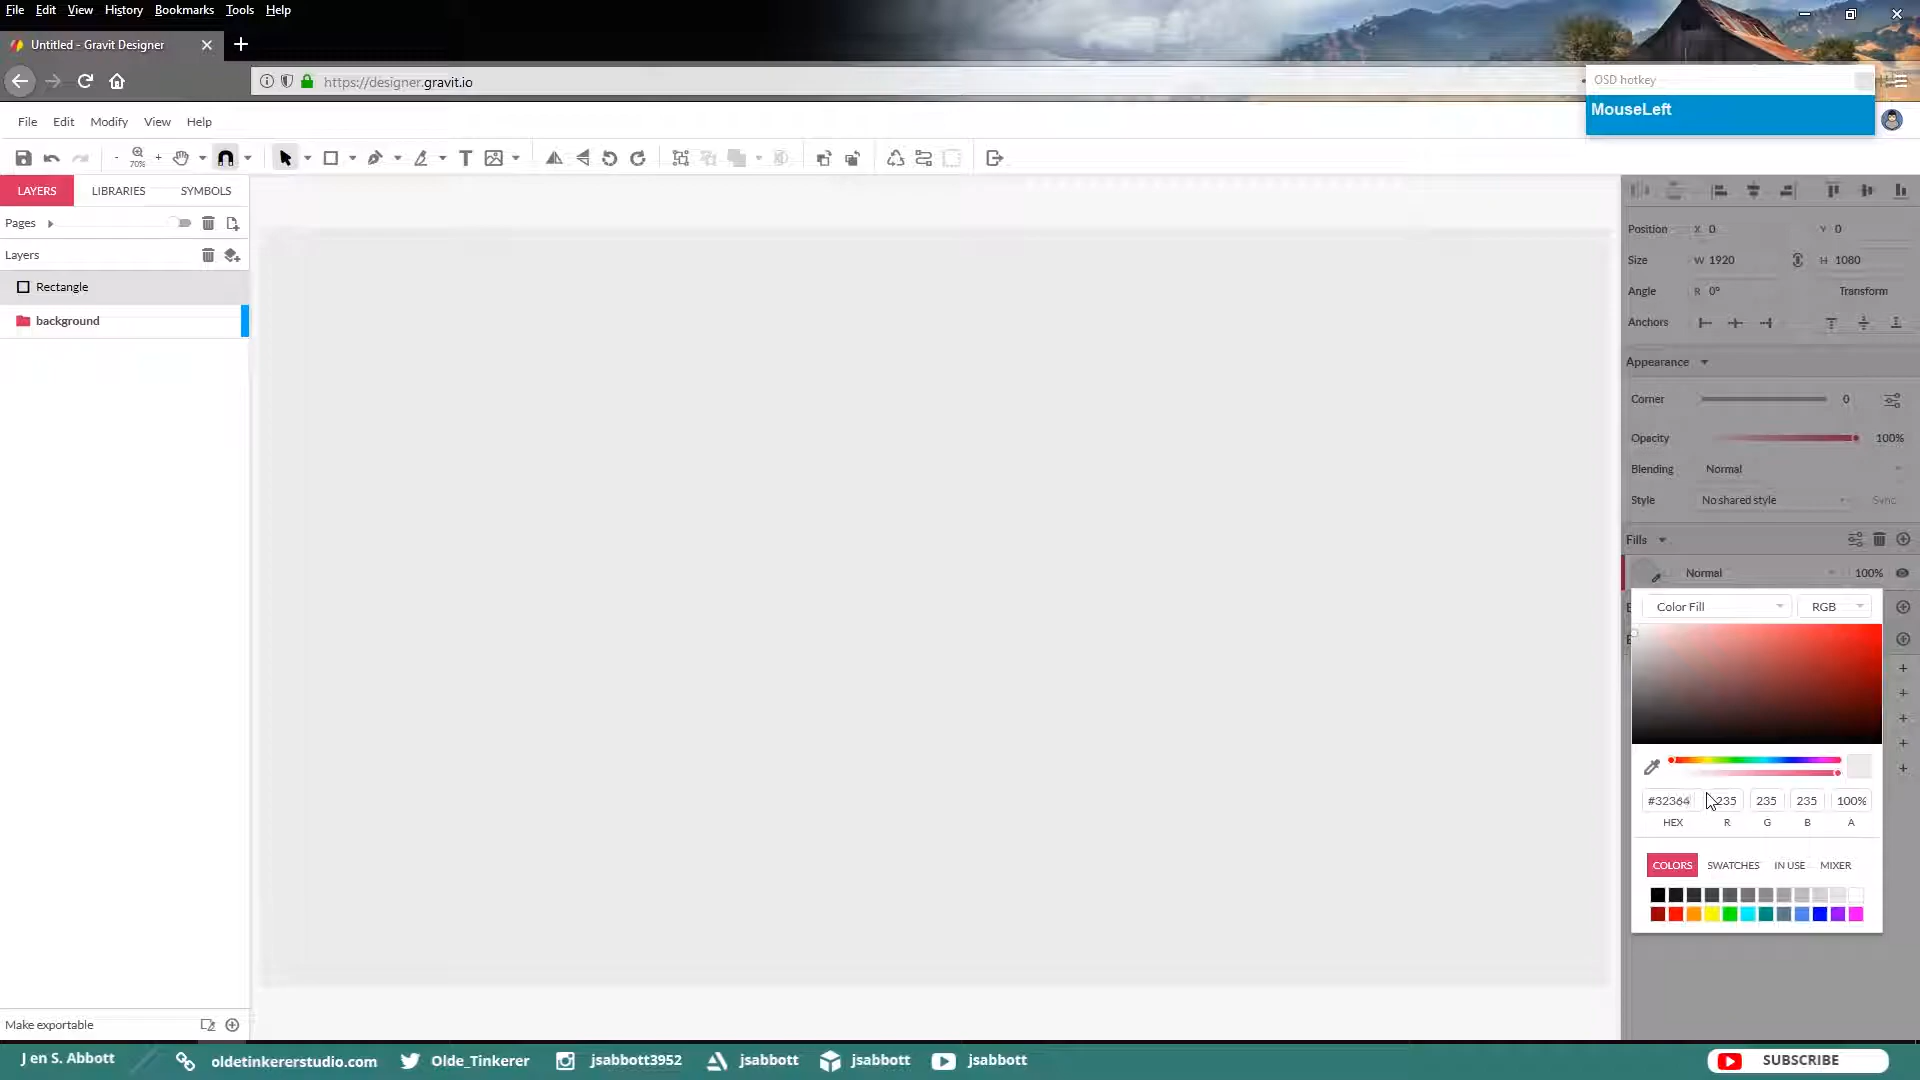 File Edit View History Bookmarks Tools Help
Untitled - Gravit Designer
https://designer.gravit.io
OSD hotkey
MouseLeft
File Edit Modify View Help
- 70% +
LAYERS LIBRARIES SYMBOLS
Pages
Layers
Rectangle
background
Make exportable
Position X 0 Y 0
Size W 1920 H 1080
Angle R 0° Transform
Anchors
Appearance
Corner 0
Opacity 100%
Blending Normal
Style No shared style Sync
Fills
Normal 100%
Color Fill RGB
#32364 235 235 235 100%
HEX R G B A
COLORS SWATCHES IN USE MIXER
J en S. Abbott oldetinkererstudio.com Olde_Tinkerer jsabbott3952 jsabbott jsabbott jsabbott SUBSCRIBE